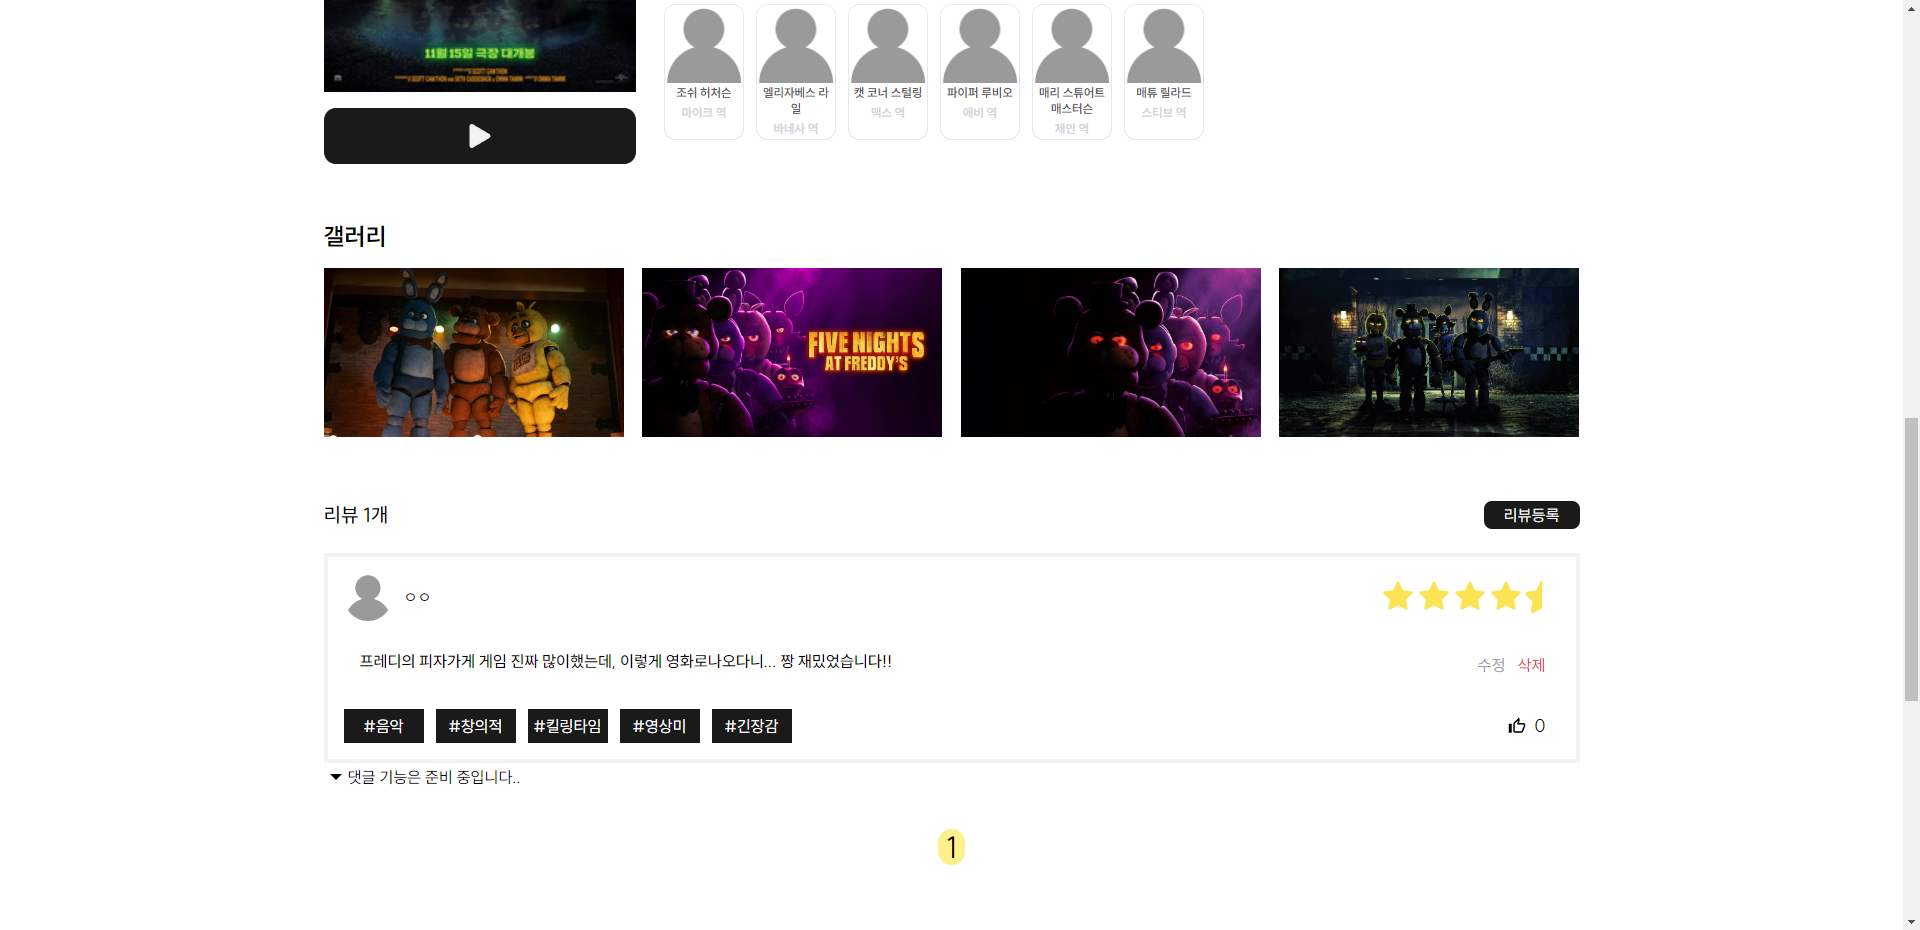 11월 15일 극장 대개봉
조쉬 허처슨
마이크 역
엘리자베스 라
일
바네사 역
캣 코너 스털링
맥스 역
파이퍼 루비오
애비 역
매리 스튜어트
매스터슨
제인 역
매튜 릴라드
스티브 역
갤러리
FIVE NIGHTS
AT FREDDY'S
리뷰 1개
리뷰등록
ㅇㅇ
프레디의 피자가게 게임 진짜 많이했는데, 이렇게 영화로나오다니... 짱 재밌었습니다!!
수정 삭제
#음악 #창의적 #킬링타임 #영상미 #긴장감
0
댓글 기능은 준비 중입니다..
1